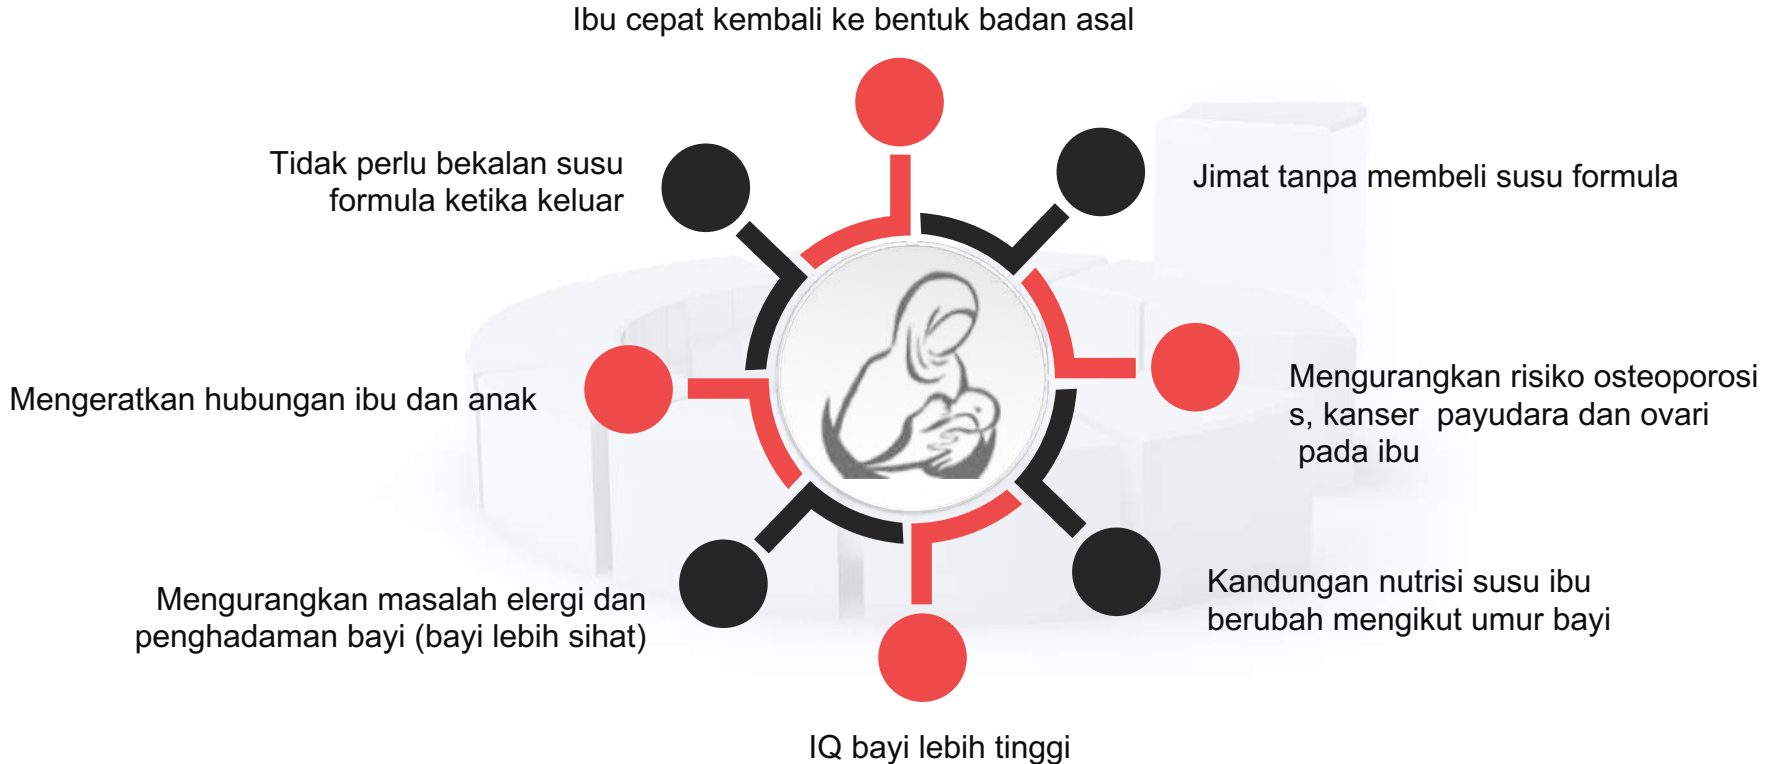 Ibu cepat kembali ke bentuk badan asal
Tidak perlu bekalan susu
formula ketika keluar
Jimat tanpa membeli susu formula
Mengeratkan hubungan ibu dan anak
Mengurangkan risiko osteoporosi
s, kanser  payudara dan ovari
pada ibu
Mengurangkan masalah elergi dan
penghadaman bayi (bayi lebih sihat)
Kandungan nutrisi susu ibu
berubah mengikut umur bayi
IQ bayi lebih tinggi